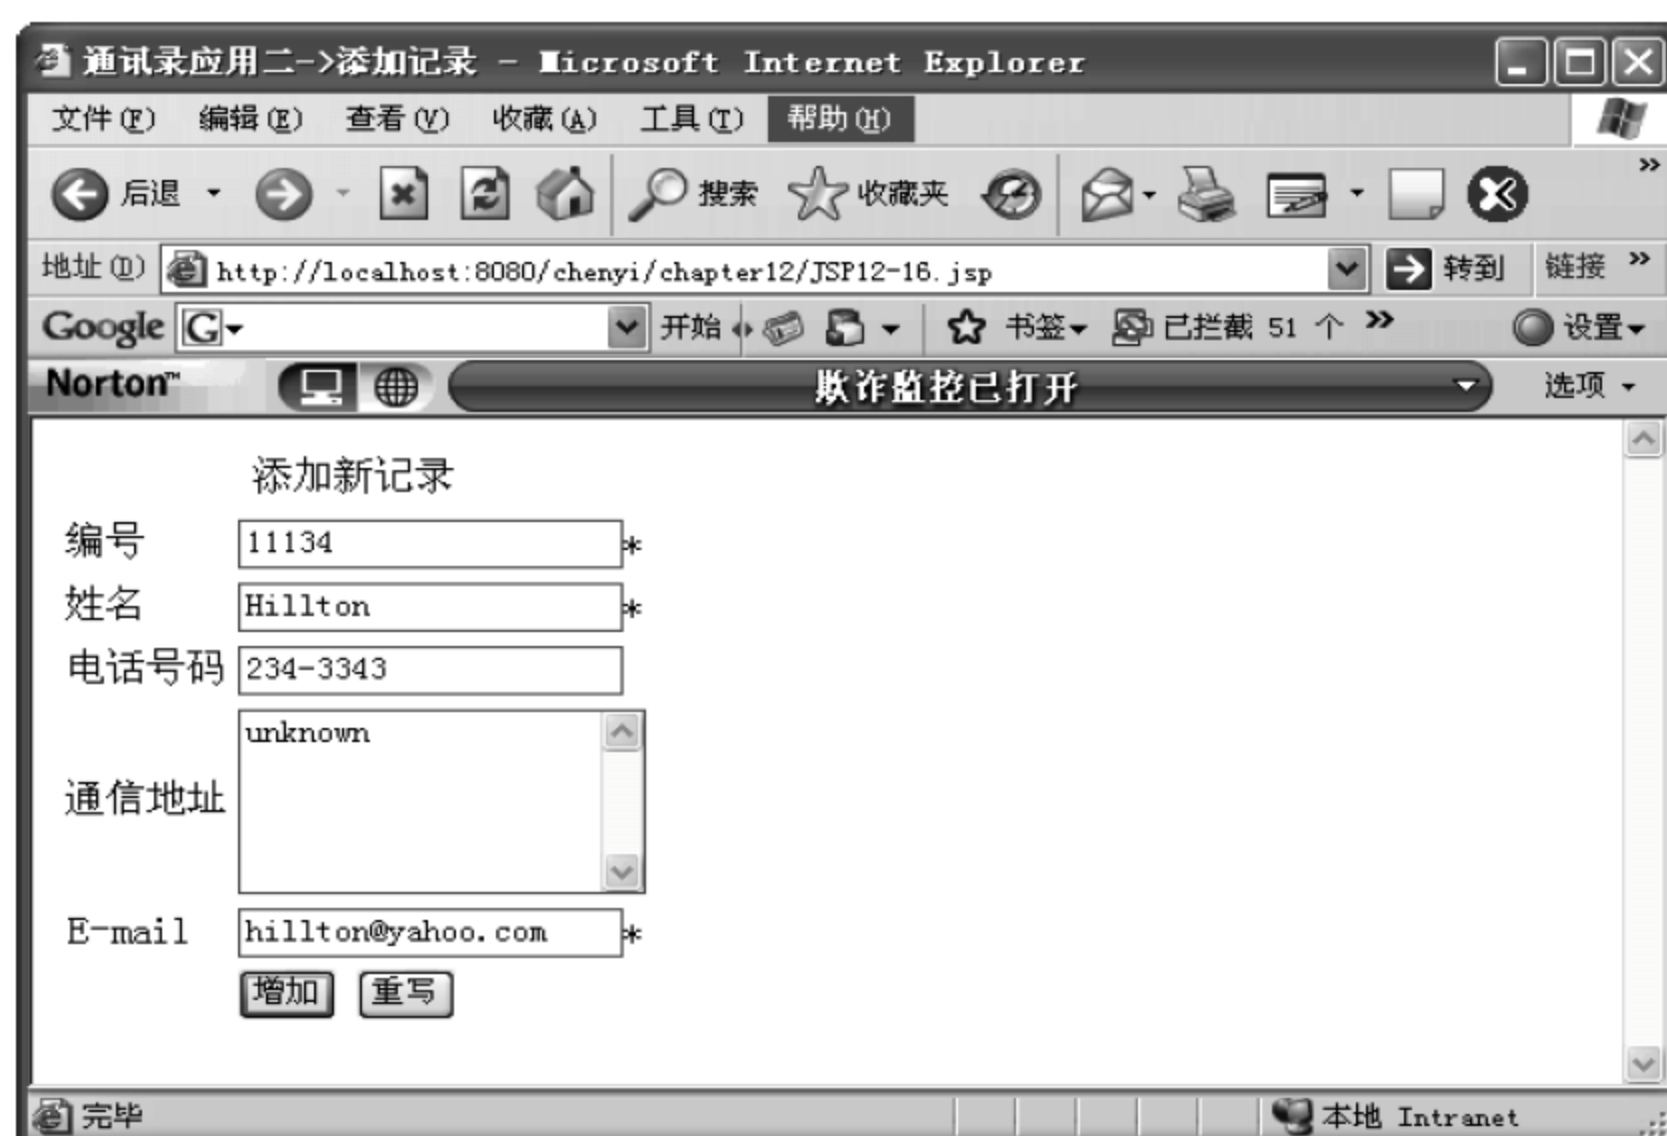 通讯录应用二->添加记录 - Microsoft Internet Explorer
文件(F) 编辑(E) 查看(V) 收藏(A) 工具(T) 帮助(H)
后退 搜索 收藏夹 »
地址(D) http://localhost:8080/chenyi/chapter12/JSP12-16.jsp 转到 链接 »
Google G 开始 书签 已拦截 51 个 » 设置
Norton™ 欺诈监控已打开 选项
添加新记录
编号 11134 *
姓名 Hillton *
电话号码 234-3343
通信地址 unknown
E-mail hillton@yahoo.com *
增加 重写
完毕 本地 Intranet